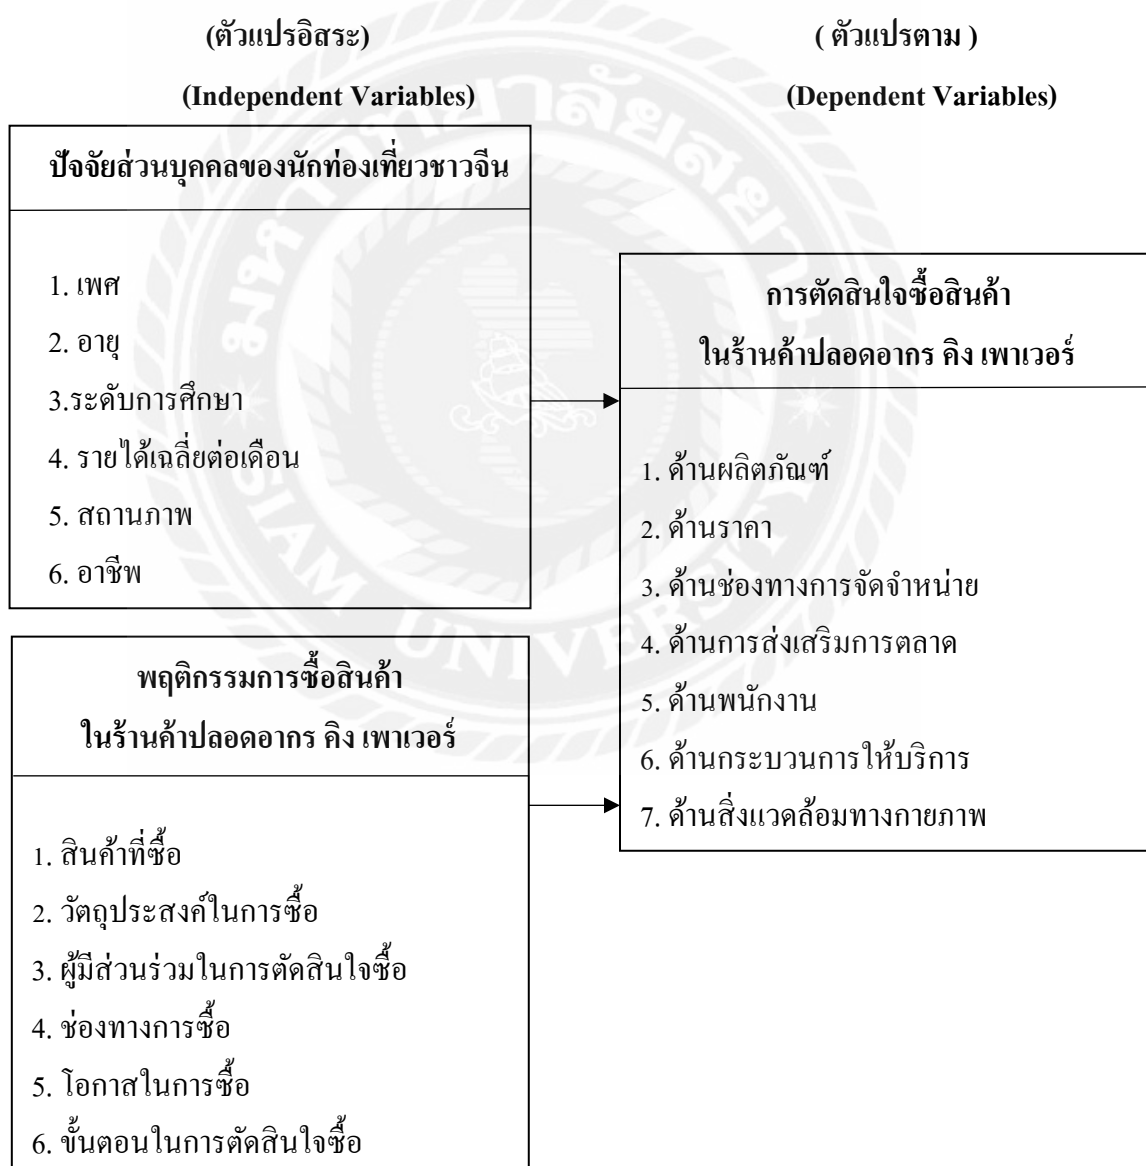 (ตัวแปรอิสระ)
(Independent Variables)
( ตัวแปรตาม )
(Dependent Variables)
ปัจจัยส่วนบุคคลของนักท่องเที่ยวชาวจีน
1. เพศ
2. อายุ
3.ระดับการศึกษา
4. รายได้เฉลี่ยต่อเดือน
5. สถานภาพ
6. อาชีพ
พฤติกรรมการซื้อสินค้า
ในร้านค้าปลอดอากร คิง เพาเวอร์
1. สินค้าที่ซื้อ
2. วัตถุประสงค์ในการซื้อ
3. ผู้มีส่วนร่วมในการตัดสินใจซื้อ
4. ช่องทางการซื้อ
5. โอกาสในการซื้อ
6. ขั้นตอนในการตัดสินใจซื้อ
การตัดสินใจซื้อสินค้า
ในร้านค้าปลอดอากร คิง เพาเวอร์
1. ด้านผลิตภัณฑ์
2. ด้านราคา
3. ด้านช่องทางการจัดจำหน่าย
4. ด้านการส่งเสริมการตลาด
5. ด้านพนักงาน
6. ด้านกระบวนการให้บริการ
7. ด้านสิ่งแวดล้อมทางกายภาพ
มหาวิทยาลัยสยาม
SIAM UNIVERSITY